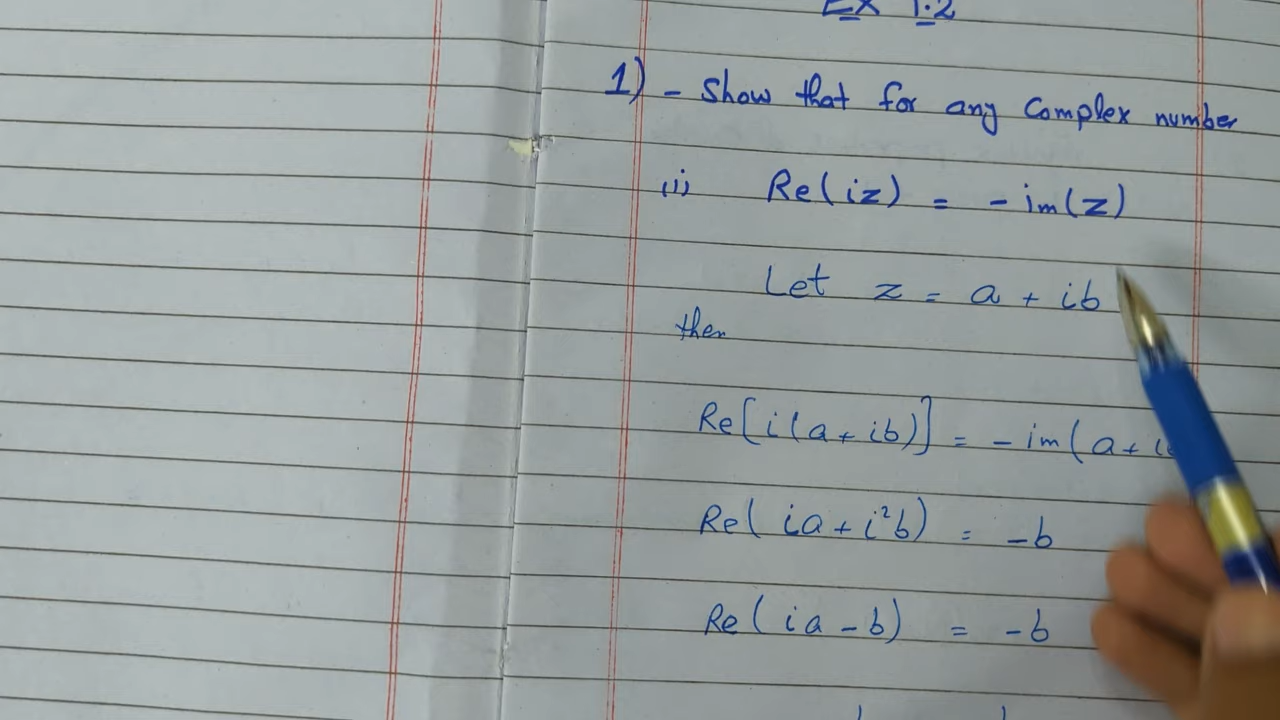 Ex 1.2
1) - Show that for any Complex number
(i) Re(iz) = - im(z)
Let z = a + ib
then
Re[i(a + ib)] = - im(a + i
Re( ia + i²b) = -b
Re( ia - b) = -b